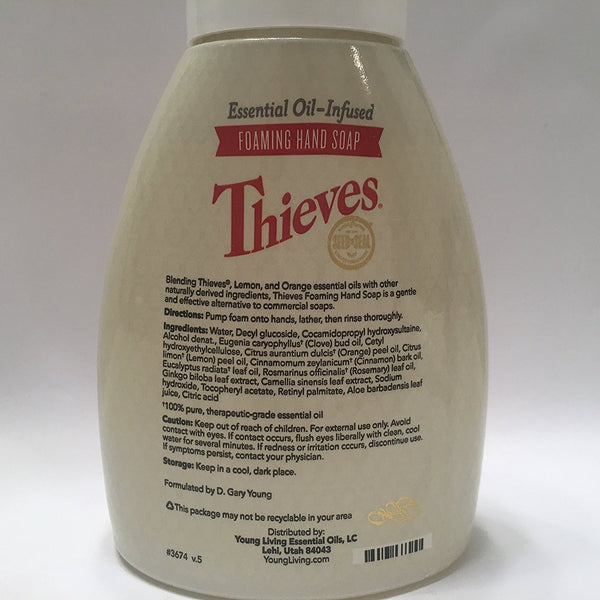 Essential Oil–Infused
FOAMING HAND SOAP
Thieves®
SEED to SEAL
Blending Thieves®, Lemon, and Orange essential oils with other
naturally derived ingredients, Thieves Foaming Hand Soap is a gentle
and effective alternative to commercial soaps.
Directions: Pump foam onto hands, lather, then rinse thoroughly.
Ingredients: Water, Decyl glucoside, Cocamidopropyl hydroxysultaine,
Alcohol denat., Eugenia caryophyllus† (Clove) bud oil, Cetyl
hydroxyethylcellulose, Citrus aurantium dulcis† (Orange) peel oil, Citrus
limon† (Lemon) peel oil, Cinnamomum zeylanicum† (Cinnamon) bark oil,
Eucalyptus radiata† leaf oil, Rosmarinus officinalis† (Rosemary) leaf oil,
Ginkgo biloba leaf extract, Camellia sinensis leaf extract, Sodium
hydroxide, Tocopheryl acetate, Retinyl palmitate, Aloe barbadensis leaf
juice, Citric acid
†100% pure, therapeutic-grade essential oil
Caution: Keep out of reach of children. For external use only. Avoid
contact with eyes. If contact occurs, flush eyes liberally with clean, cool
water for several minutes. If redness or irritation occurs, discontinue use.
If symptoms persist, contact your physician.
Storage: Keep in a cool, dark place.
Formulated by D. Gary Young
This package may not be recyclable in your area
Distributed by:
Young Living Essential Oils, LC
Lehi, Utah 84043
YoungLiving.com
#3674 v.5